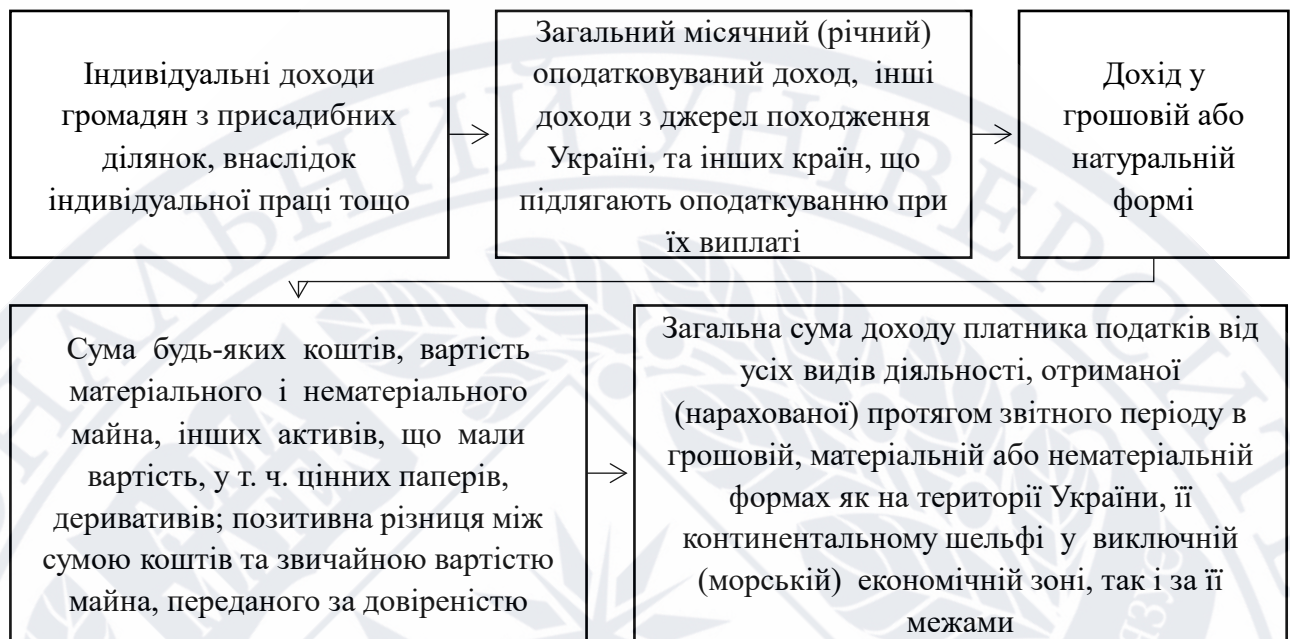 Індивідуальні доходи
громадян з присадибних
ділянок, внаслідок
індивідуальної праці тощо
Загальний місячний (річний)
оподатковуваний доход, інші
доходи з джерел походження
Україні, та інших країн, що
підлягають оподаткуванню при
їх виплаті
Дохід у
грошовій або
натуральній
формі
Сума будь-яких коштів, вартість
матеріального і нематеріального
майна, інших активів, що мали
вартість, у т. ч. цінних паперів,
деривативів; позитивна різниця між
сумою коштів та звичайною вартістю
майна, переданого за довіреністю
Загальна сума доходу платника податків від
усіх видів діяльності, отриманої
(нарахованої) протягом звітного періоду в
грошовій, матеріальній або нематеріальній
формах як на території України, її
континентальному шельфі у виключній
(морській) економічній зоні, так і за її
межами